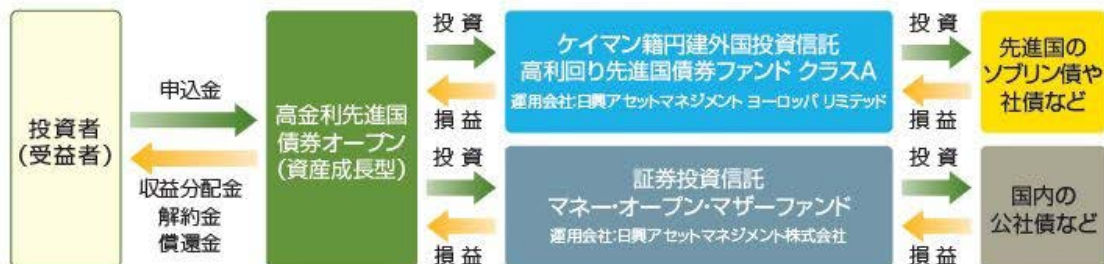 投資者
(受益者)
申込金
収益分配金
解約金
償還金
高金利先進国
債券オープン
(資産成長型)
投 資
損 益
ケイマン籍円建外国投資信託
高利回り先進国債券ファンド クラスA
運用会社:日興アセットマネジメント ヨーロッパ リミテッド
投 資
損 益
先進国の
ソブリン債や
社債など
投 資
損 益
証券投資信託
マネー・オープン・マザーファンド
運用会社:日興アセットマネジメント株式会社
投 資
損 益
国内の
公社債など